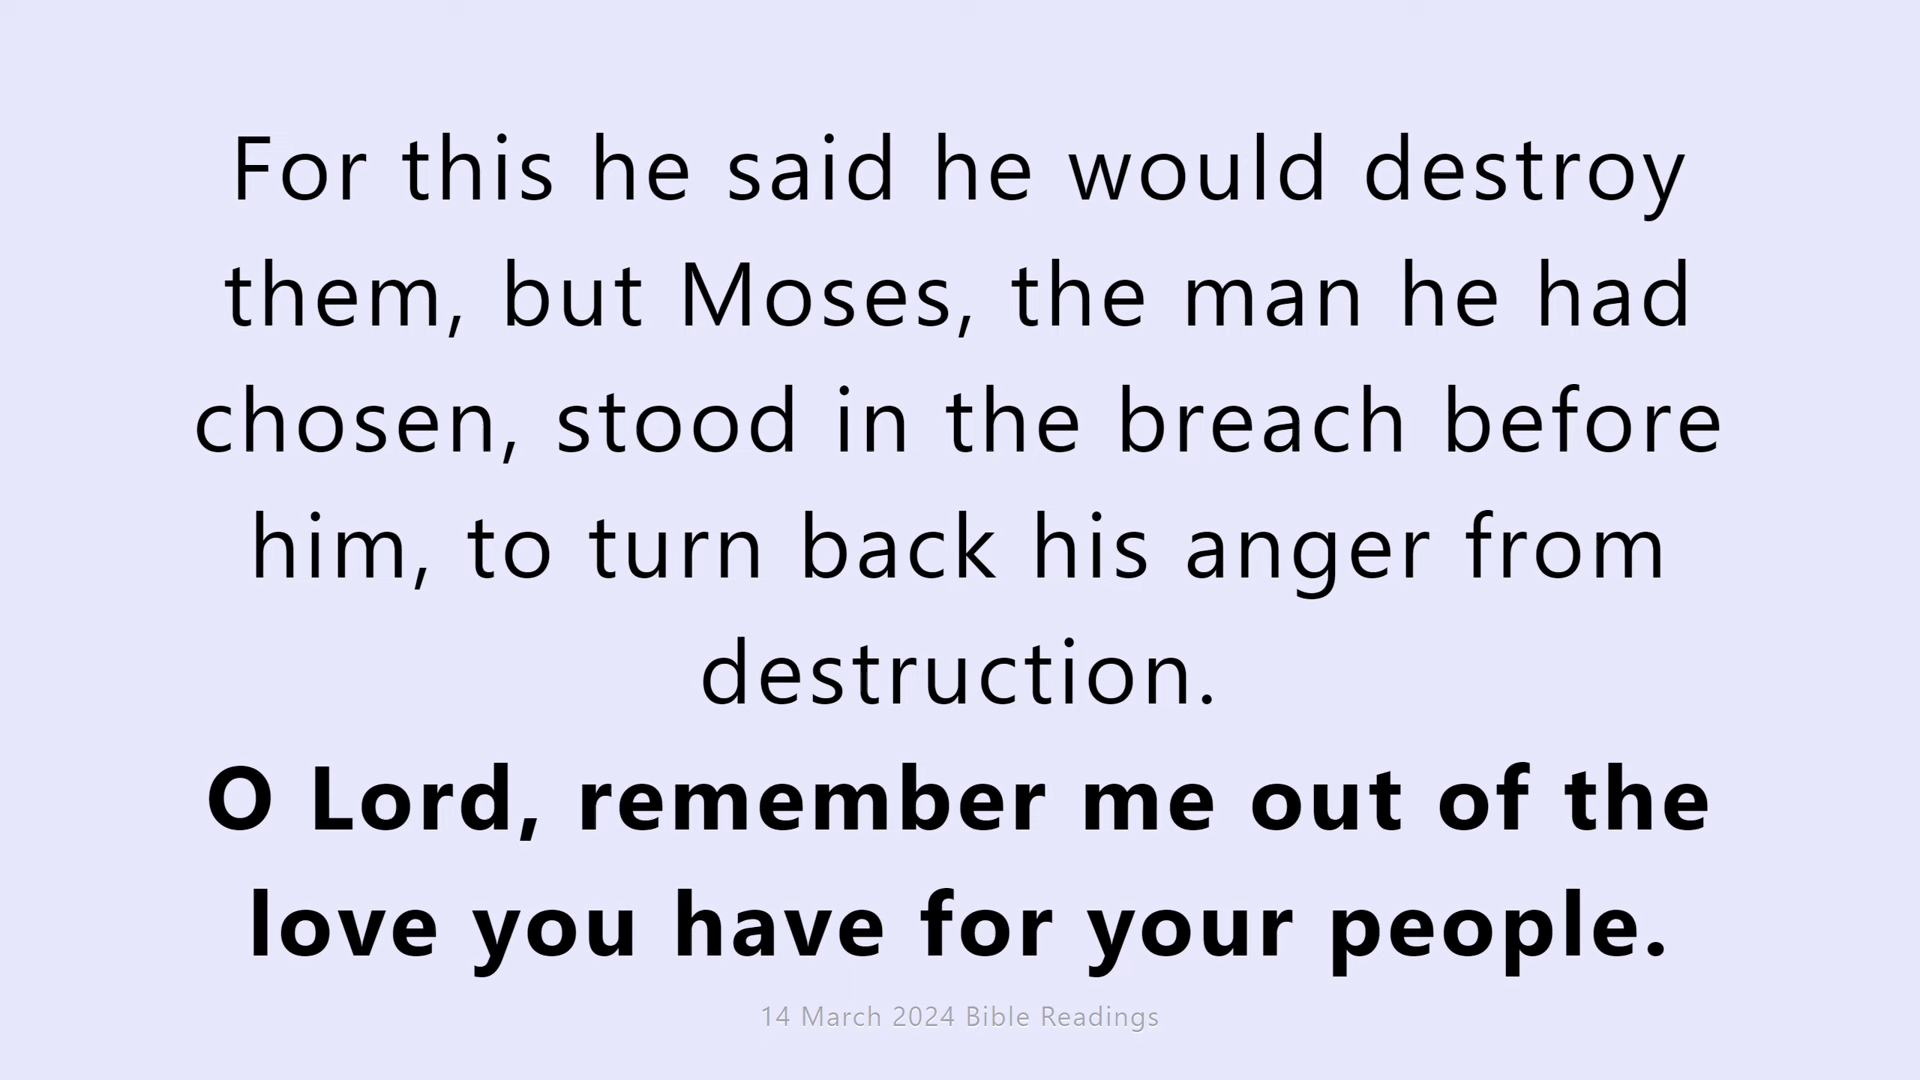 For this he said he would destroy
them, but Moses, the man he had
chosen, stood in the breach before
him, to turn back his anger from
destruction.
O Lord, remember me out of the
love you have for your people.
14 March 2024 Bible Readings